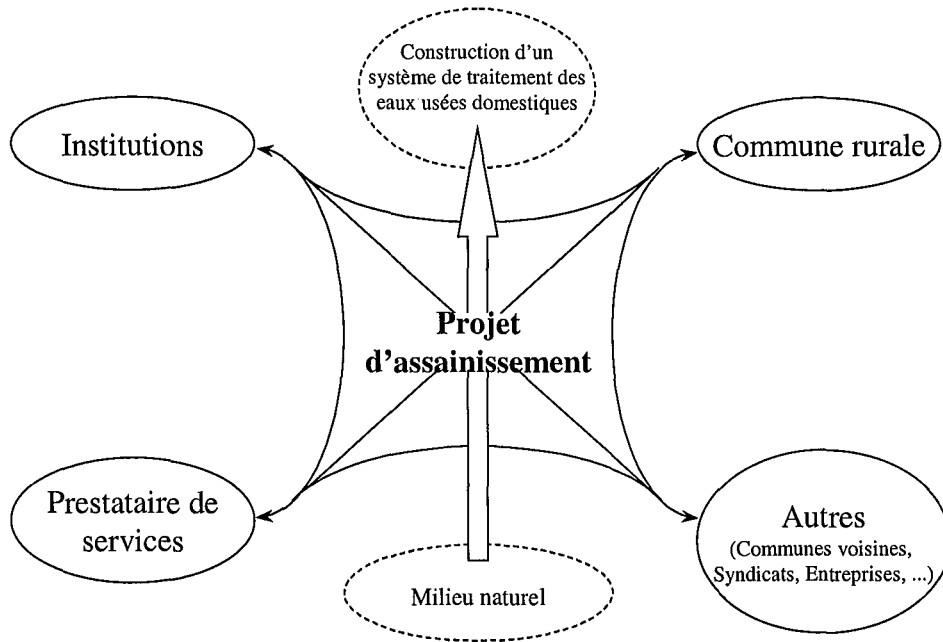 Construction d'un
système de traitement des
eaux usées domestiques
Institutions
Commune rurale
Projet
d'assainissement
Prestataire de
services
Autres
(Communes voisines,
Syndicats, Entreprises, ...)
Milieu naturel